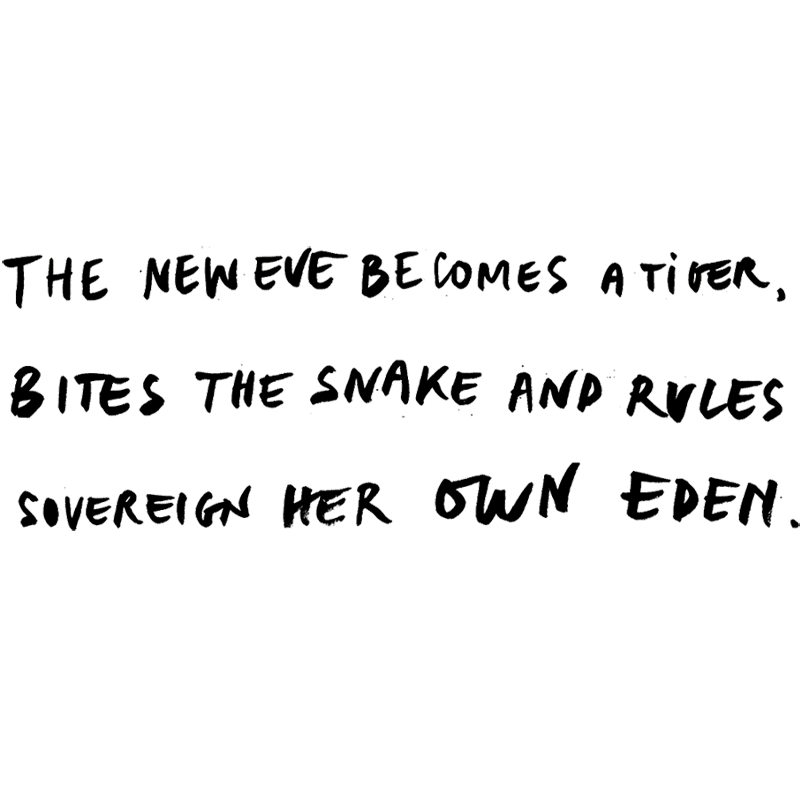 THE NEW EVE BECOMES A TiGER,
BITES THE SNAKE AND RULES
SOVEREIGN HER OWN EDEN.